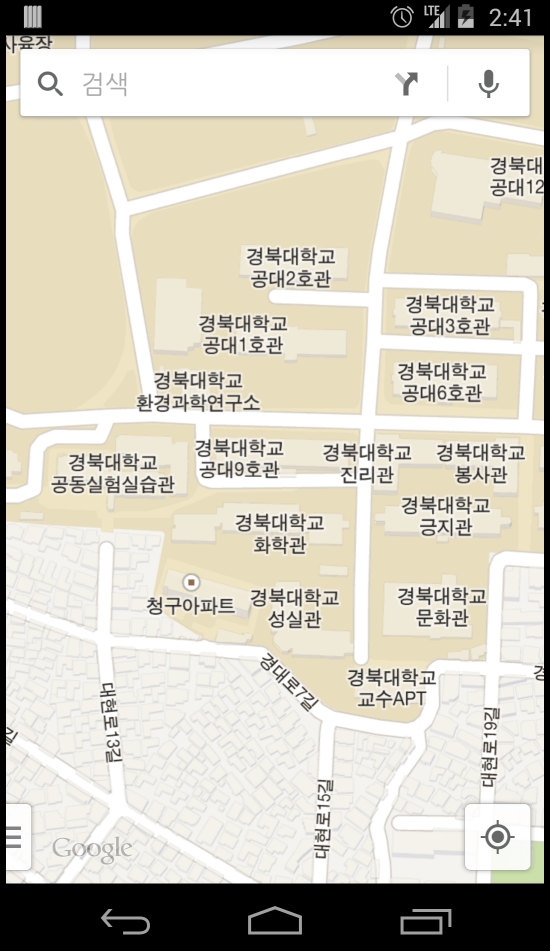 LTE 2:41
사육장
검색
경북대
공대12
경북대학교
공대2호관
경북대학교
공대3호관
경북대학교
공대1호관
경북대학교
공대6호관
경북대학교
환경과학연구소
경북대학교
공대9호관
경북대학교
진리관
경북대학교
봉사관
경북대학교
공동실험실습관
경북대학교
긍지관
경북대학교
화학관
청구아파트
경북대학교
성실관
경북대학교
문화관
경대로7길
경북대학교
교수APT
대현로13길
대현로19길
길
대현로15길
Google